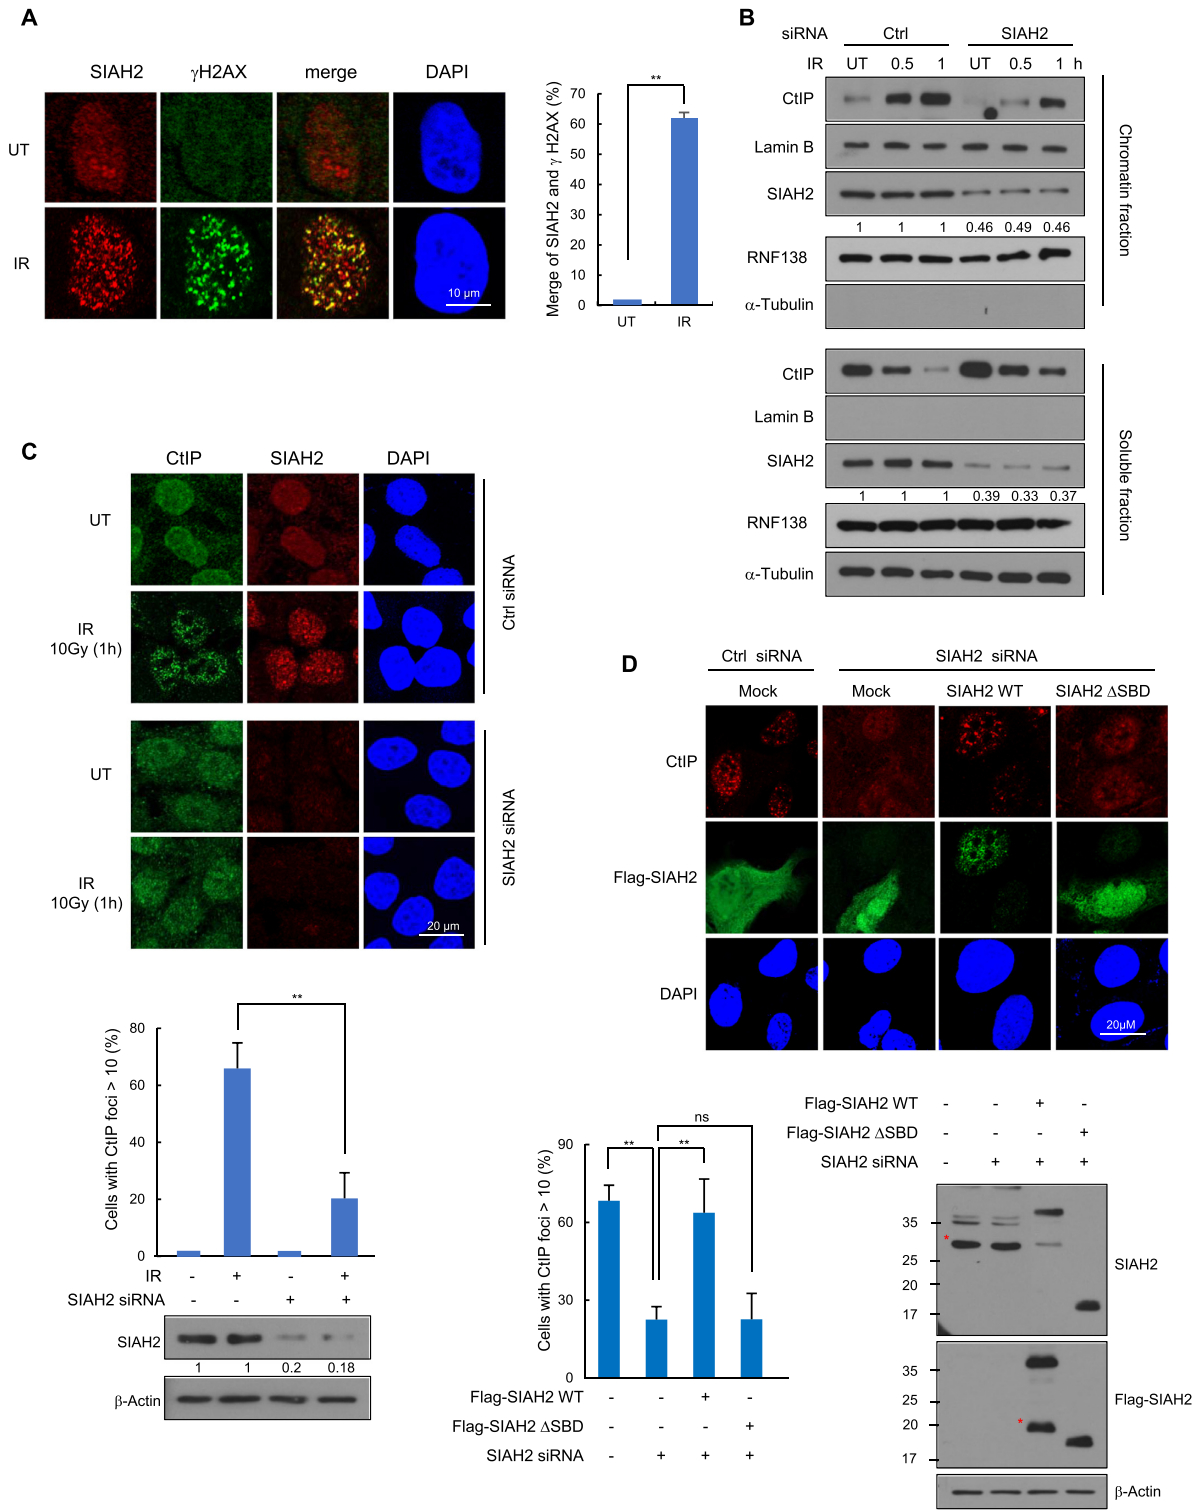 A
SIAH2 γH2AX merge DAPI
UT
IR
10 µm
Merge of SIAH2 and γ H2AX (%)
70
60
50
40
30
20
10
0
**
UT IR
B
siRNA Ctrl SIAH2
IR UT 0.5 1 UT 0.5 1 h
CtIP
Lamin B
SIAH2
1 1 1 0.46 0.49 0.46
RNF138
α-Tubulin
Chromatin fraction
CtIP
Lamin B
SIAH2
1 1 1 0.39 0.33 0.37
RNF138
α-Tubulin
Soluble fraction
C
CtIP SIAH2 DAPI
UT
IR
10Gy (1h)
Ctrl siRNA
UT
IR
10Gy (1h)
SIAH2 siRNA
20 µm
Cells with CtIP foci > 10 (%)
80
60
40
20
0
**
IR - + - +
SIAH2 siRNA - - + +
SIAH2
1 1 0.2 0.18
β-Actin
D
Ctrl siRNA SIAH2 siRNA
Mock Mock SIAH2 WT SIAH2 ΔSBD
CtIP
Flag-SIAH2
DAPI
20µM
Cells with CtIP foci > 10 (%)
90
60
30
0
** ** ns
Flag-SIAH2 WT - - + -
Flag-SIAH2 ΔSBD - - - +
SIAH2 siRNA - + + +
Flag-SIAH2 WT - - + -
Flag-SIAH2 ΔSBD - - - +
SIAH2 siRNA - + + +
35
*
25
20
17
SIAH2
35
25
20 *
17
Flag-SIAH2
β-Actin